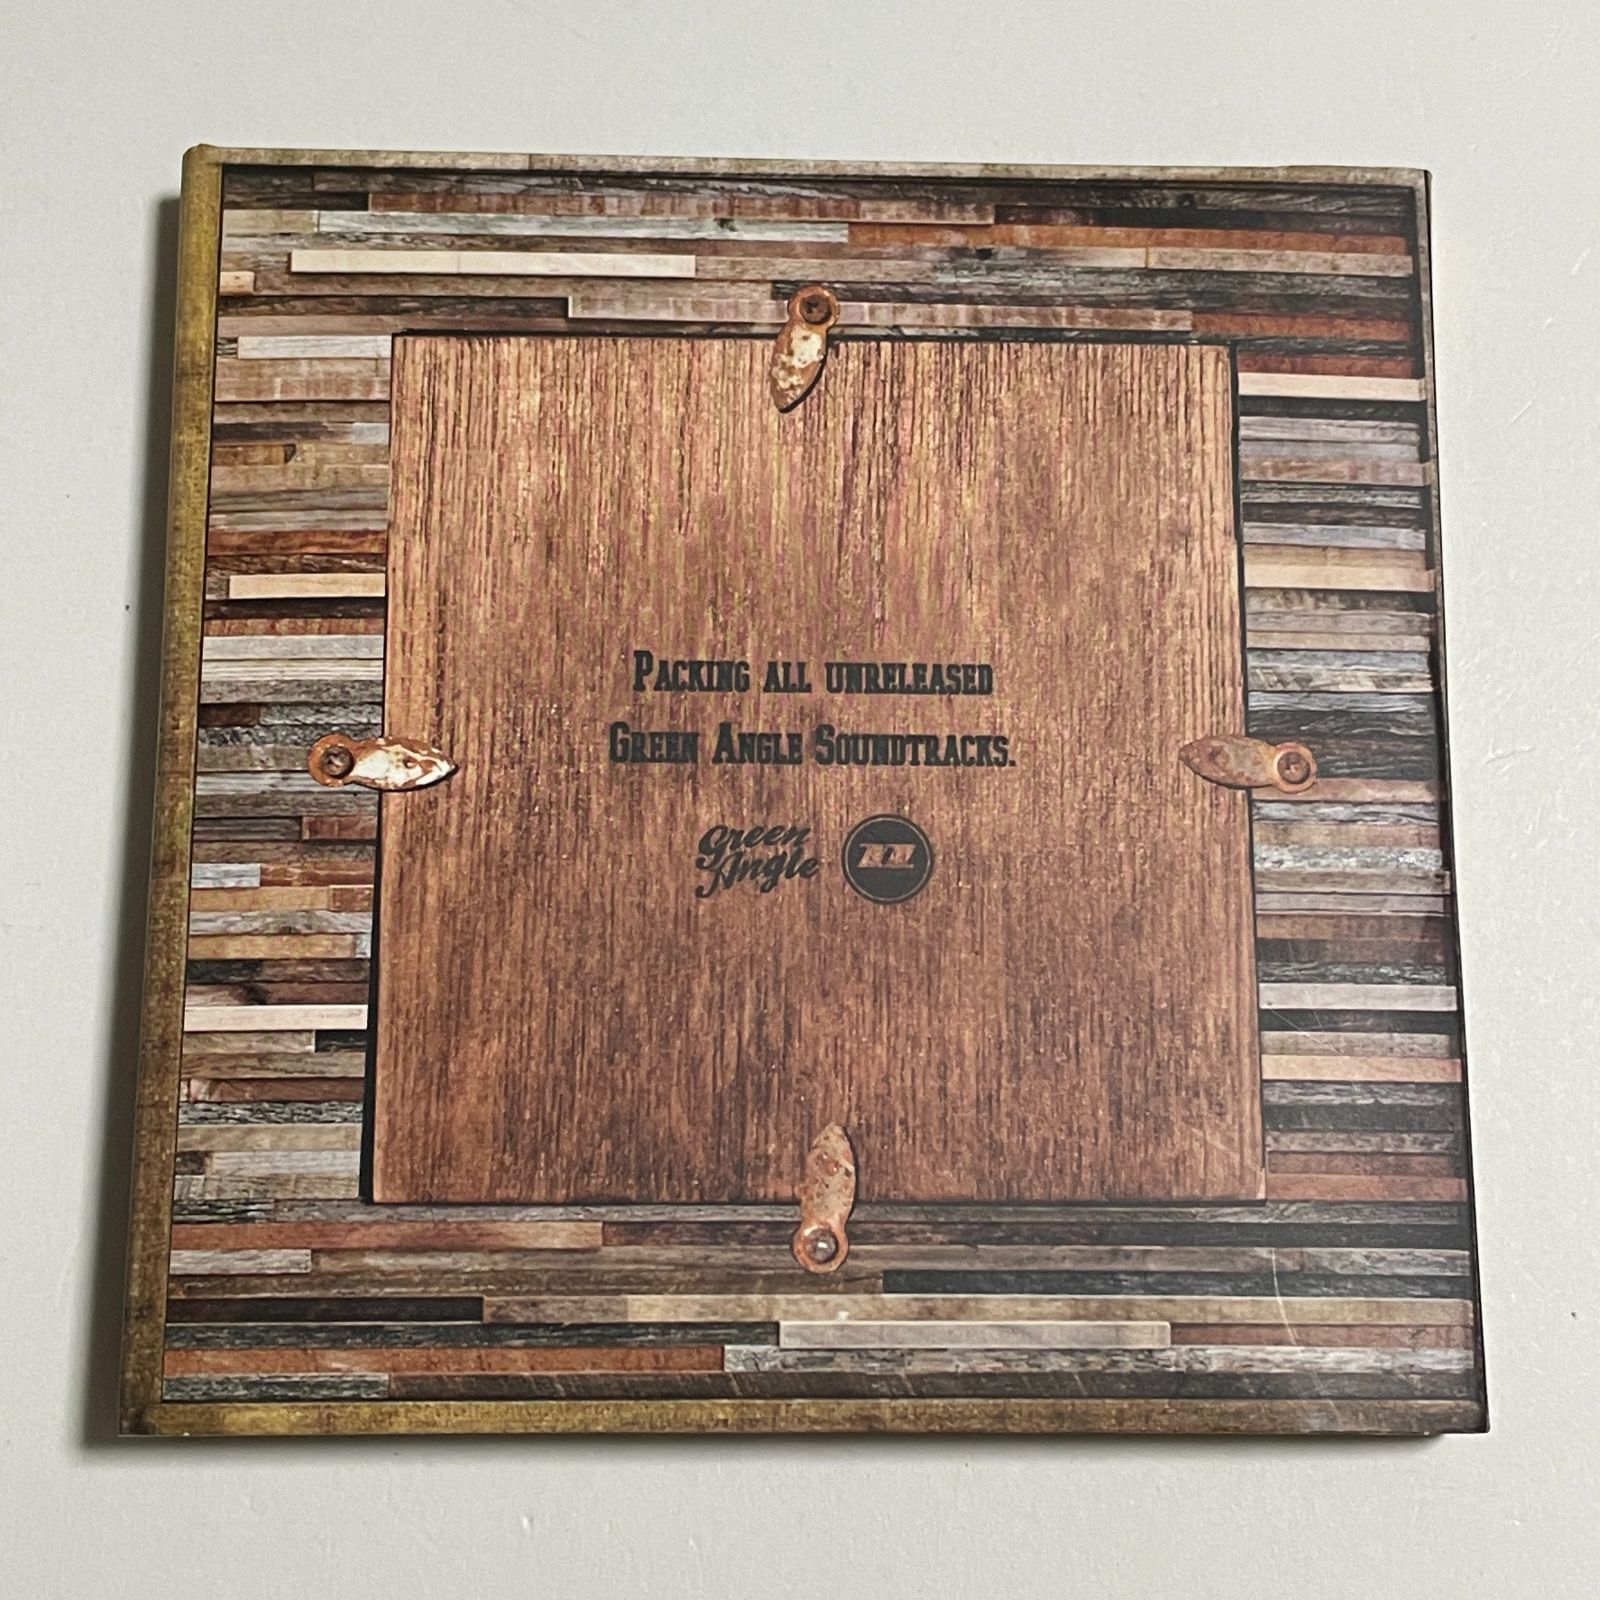 Packing all unreleased
Green Angle Soundtracks.
Green
Angle